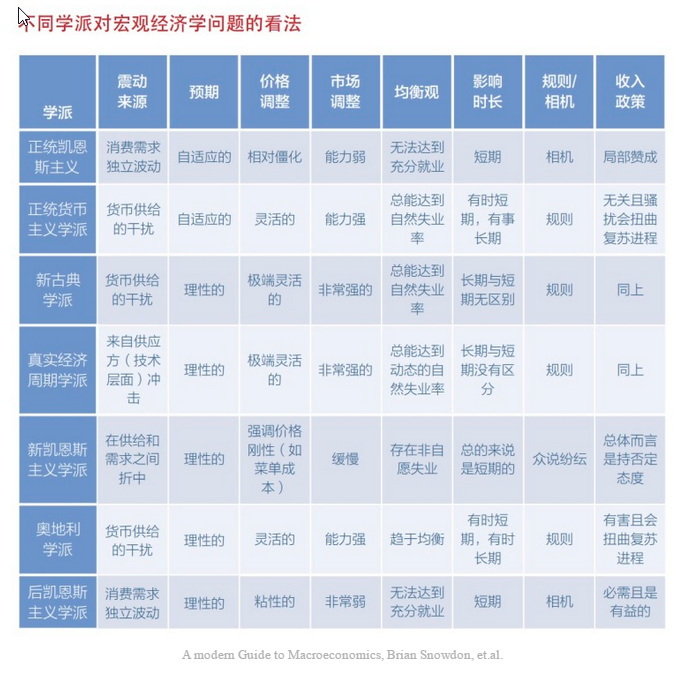 不同学派对宏观经济学问题的看法
学派
震动
来源
预期
价格
调整
市场
调整
均衡观
影响
时长
规则/
相机
收入
政策
正统凯恩
斯主义
消费需求
独立波动
自适应的
相对僵化
能力弱
无法达到
充分就业
短期
相机
局部赞成
正统货币
主义学派
货币供给
的干扰
自适应的
灵活的
能力强
总能达到
自然失业
率
有时短
期，有事
长期
规则
无关且骚
扰会扭曲
复苏进程
新古典
学派
货币供给
的干扰
理性的
极端灵活
的
非常强的
总能达到
自然失业
率
长期与短
期无区别
规则
同上
真实经济
周期学派
来自供应
方（技术
层面）冲
击
理性的
极端灵活
的
非常强的
总能达到
动态的自
然失业率
长期与短
期没有区
分
规则
同上
新凯恩斯
主义学派
在供给和
需求之间
折中
理性的
强调价格
刚性（如
菜单成
本）
缓慢
存在非自
愿失业
总的来说
是短期的
众说纷纭
总体而言
是持否定
态度
奥地利
学派
货币供给
的干扰
理性的
灵活的
能力强
趋于均衡
有时短
期，有时
长期
规则
有害且会
扭曲复苏
进程
后凯恩斯
主义学派
消费需求
独立波动
理性的
粘性的
非常弱
无法达到
充分就业
短期
相机
必需且是
有益的
A modern Guide to Macroeconomics, Brian Snowdon, et.al.